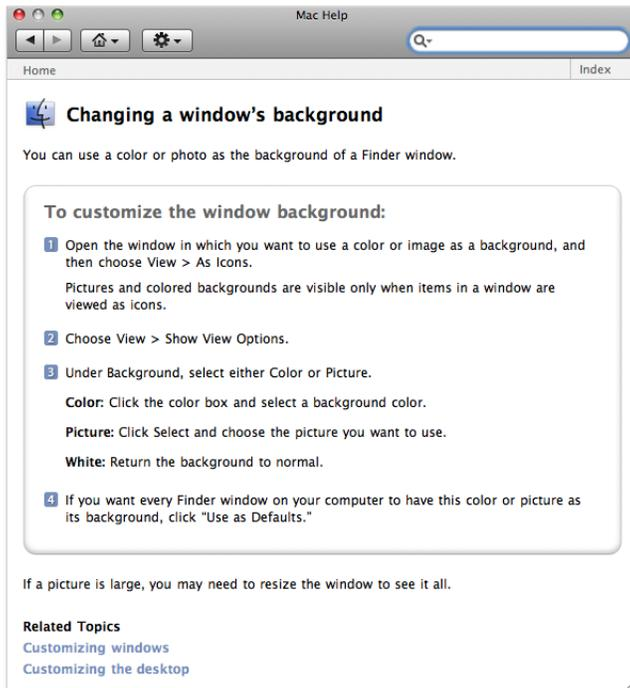 Mac Help
Home
Index
Changing a window's background
You can use a color or photo as the background of a Finder window.
To customize the window background:
1 Open the window in which you want to use a color or image as a background, and
then choose View > As Icons.
Pictures and colored backgrounds are visible only when items in a window are
viewed as icons.
2 Choose View > Show View Options.
3 Under Background, select either Color or Picture.
Color: Click the color box and select a background color.
Picture: Click Select and choose the picture you want to use.
White: Return the background to normal.
4 If you want every Finder window on your computer to have this color or picture as
its background, click “Use as Defaults.”
If a picture is large, you may need to resize the window to see it all.
Related Topics
Customizing windows
Customizing the desktop